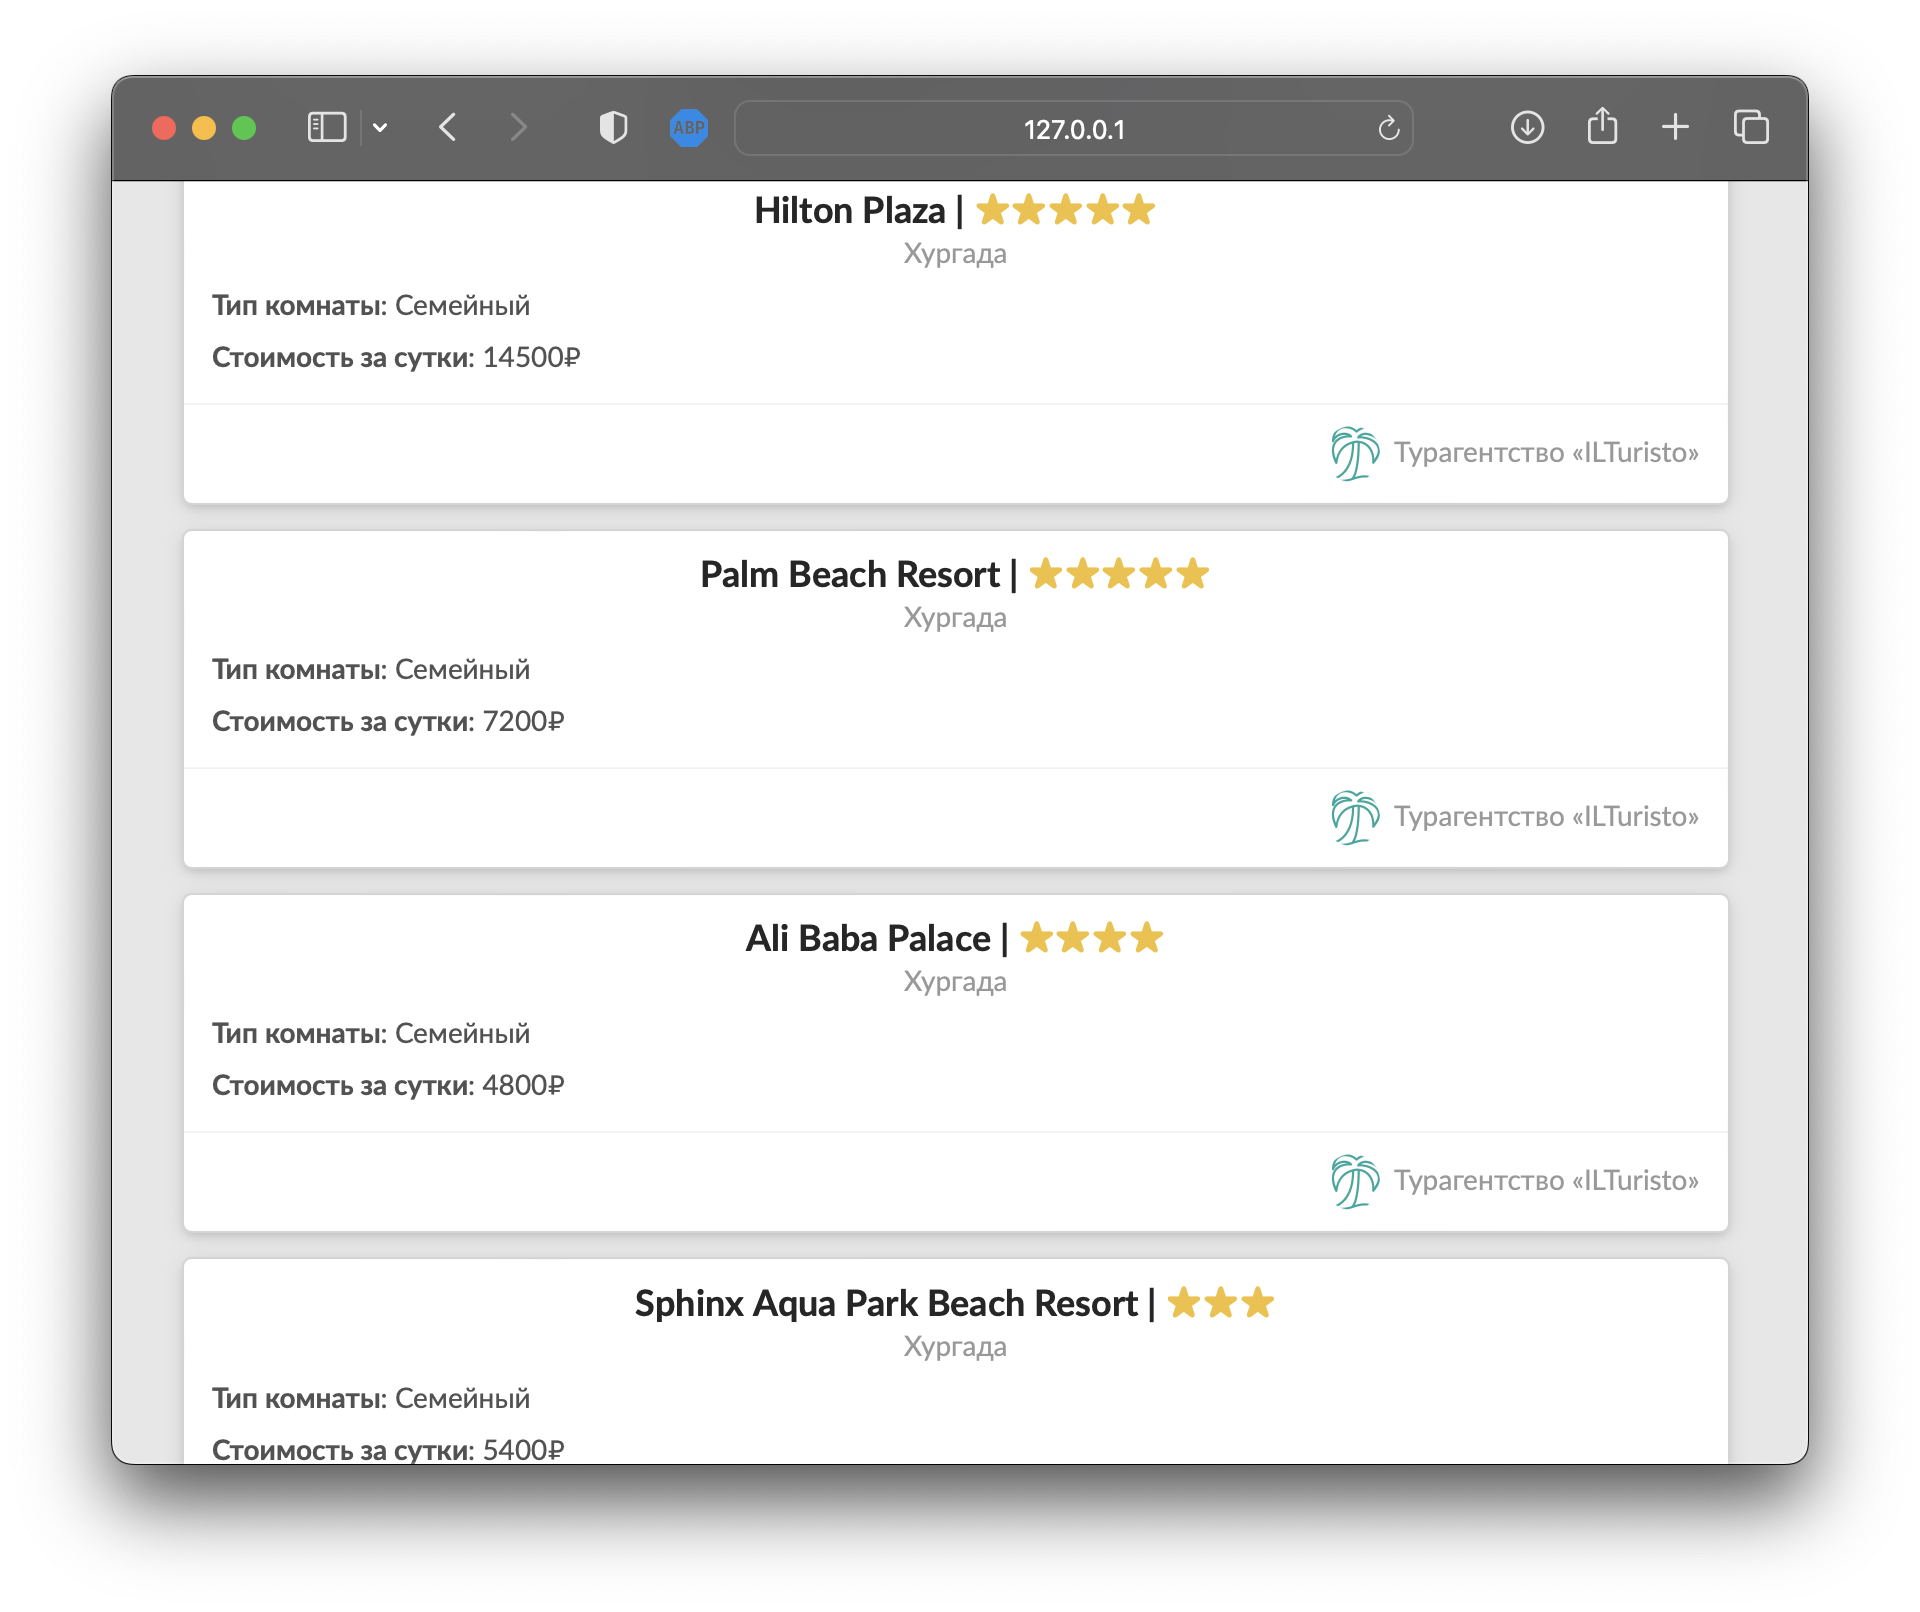 ABP
127.0.0.1
Hilton Plaza | ★★★★★
Хургада
Тип комнаты: Семейный
Стоимость за сутки: 14500₽
Турагентство «ILTuristo»
Palm Beach Resort | ★★★★★
Хургада
Тип комнаты: Семейный
Стоимость за сутки: 7200₽
Турагентство «ILTuristo»
Ali Baba Palace | ★★★★
Хургада
Тип комнаты: Семейный
Стоимость за сутки: 4800₽
Турагентство «ILTuristo»
Sphinx Aqua Park Beach Resort | ★★★
Хургада
Тип комнаты: Семейный
Стоимость за сутки: 5400₽